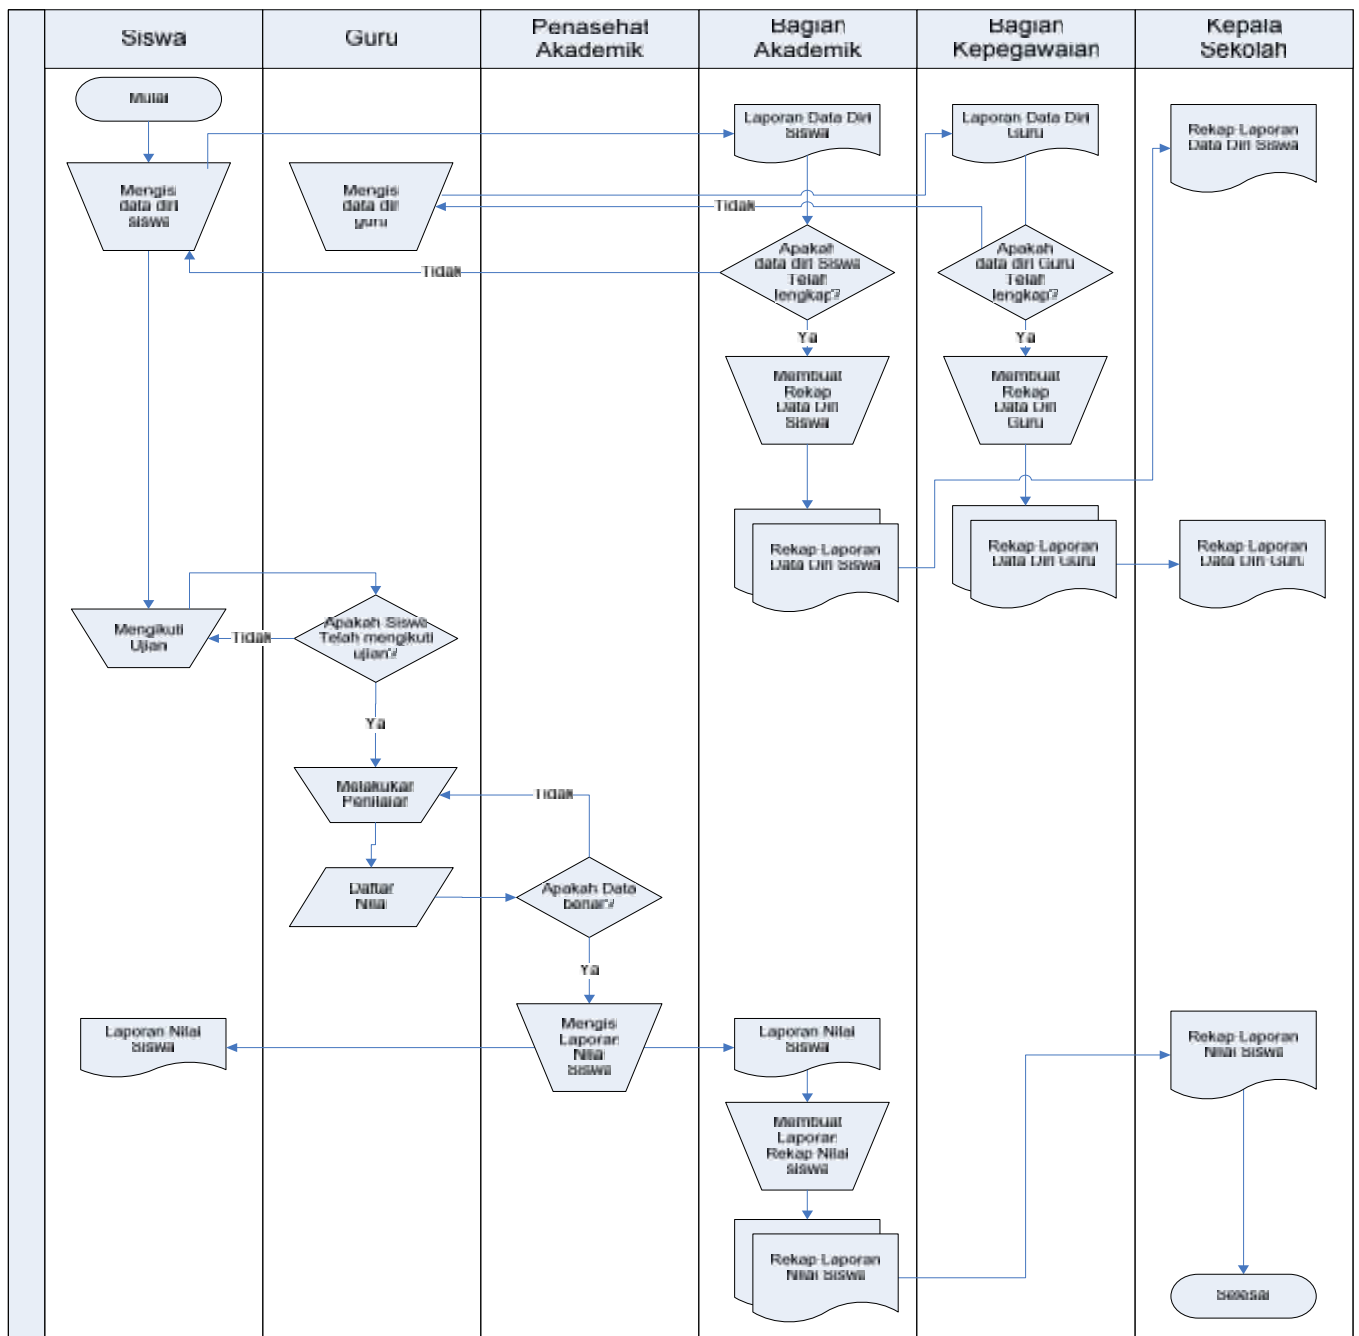 Siswa
Guru
Penasehat
Akademik
Bagian
Akademik
Bagian
Kepegawaian
Kepala
Sekolah
Mulai
Laporan Data Diri
Siswa
Laporan Data Diri
Guru
Rekap Laporan
Data Diri Siswa
Mengisi
data diri
siswa
Mengisi
data diri
guru
Tidak
Apakah
data diri Siswa
Telah
lengkap?
Apakah
data diri Guru
Telah
lengkap?
Tidak
Ya
Ya
Membuat
Rekap
Data Diri
Siswa
Membuat
Rekap
Data Diri
Guru
Rekap Laporan
Data Diri Siswa
Rekap Laporan
Data Diri Guru
Rekap Laporan
Data Diri Guru
Mengikuti
Ujian
Tidak
Apakah Siswa
Telah mengikuti
ujian?
Ya
Melakukan
Penilaian
Tidak
Daftar
Nilai
Apakah Data
benar?
Ya
Laporan Nilai
Siswa
Mengisi
Laporan
Nilai
Siswa
Laporan Nilai
Siswa
Rekap Laporan
Nilai Siswa
Membuat
Laporan
Rekap Nilai
siswa
Rekap Laporan
Nilai Siswa
Selesai